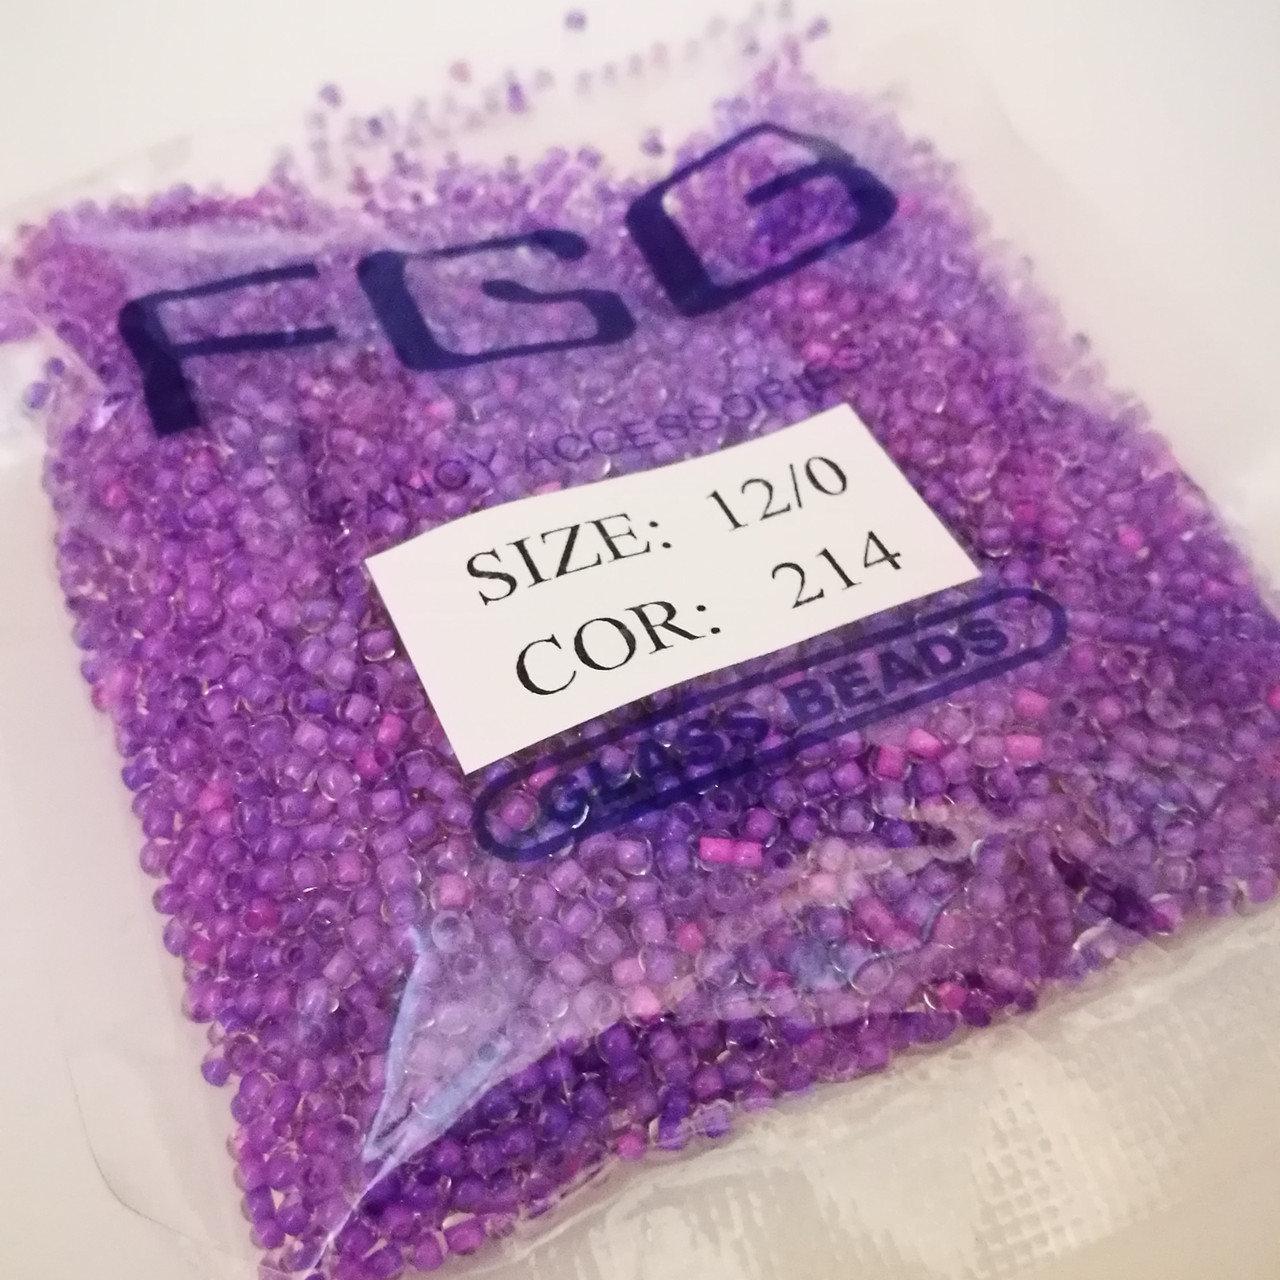 FGB
FANCY ACCESSORIES
SIZE: 12/0
COR: 214
GLASS BEADS